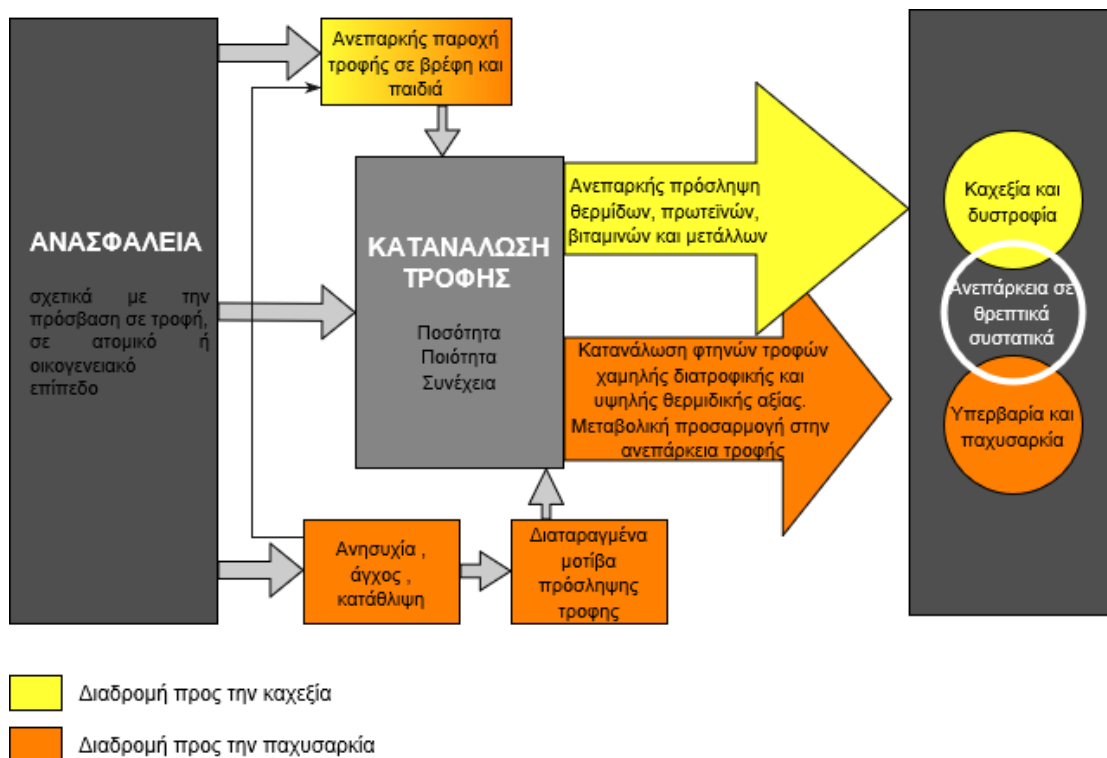 ΑΝΑΣΦΑΛΕΙΑ
σχετικά με την
πρόσβαση σε τροφή,
σε ατομικό ή
οικογενειακό
επίπεδο
Ανεπαρκής παροχή
τροφής σε βρέφη και
παιδιά
ΚΑΤΑΝΑΛΩΣΗ
ΤΡΟΦΗΣ
Ποσότητα
Ποιότητα
Συνέχεια
Ανησυχία ,
άγχος ,
κατάθλιψη
Διαταραγμένα
μοτίβα
πρόσληψης
τροφης
Ανεπαρκής πρόσληψη
θερμίδων, πρωτεϊνών,
βιταμινών και μετάλλων
Κατανάλωση φτηνών τροφών
χαμηλής διατροφικής και
υψηλής θερμιδικής αξίας.
Μεταβολική προσαρμογή στην
ανεπάρκεια τροφής
Καχεξία και
δυστροφία
Ανεπάρκεια σε
θρεπτικά
συστατικά
Υπερβαρία και
παχυσαρκία
Διαδρομή προς την καχεξία
Διαδρομή προς την παχυσαρκία